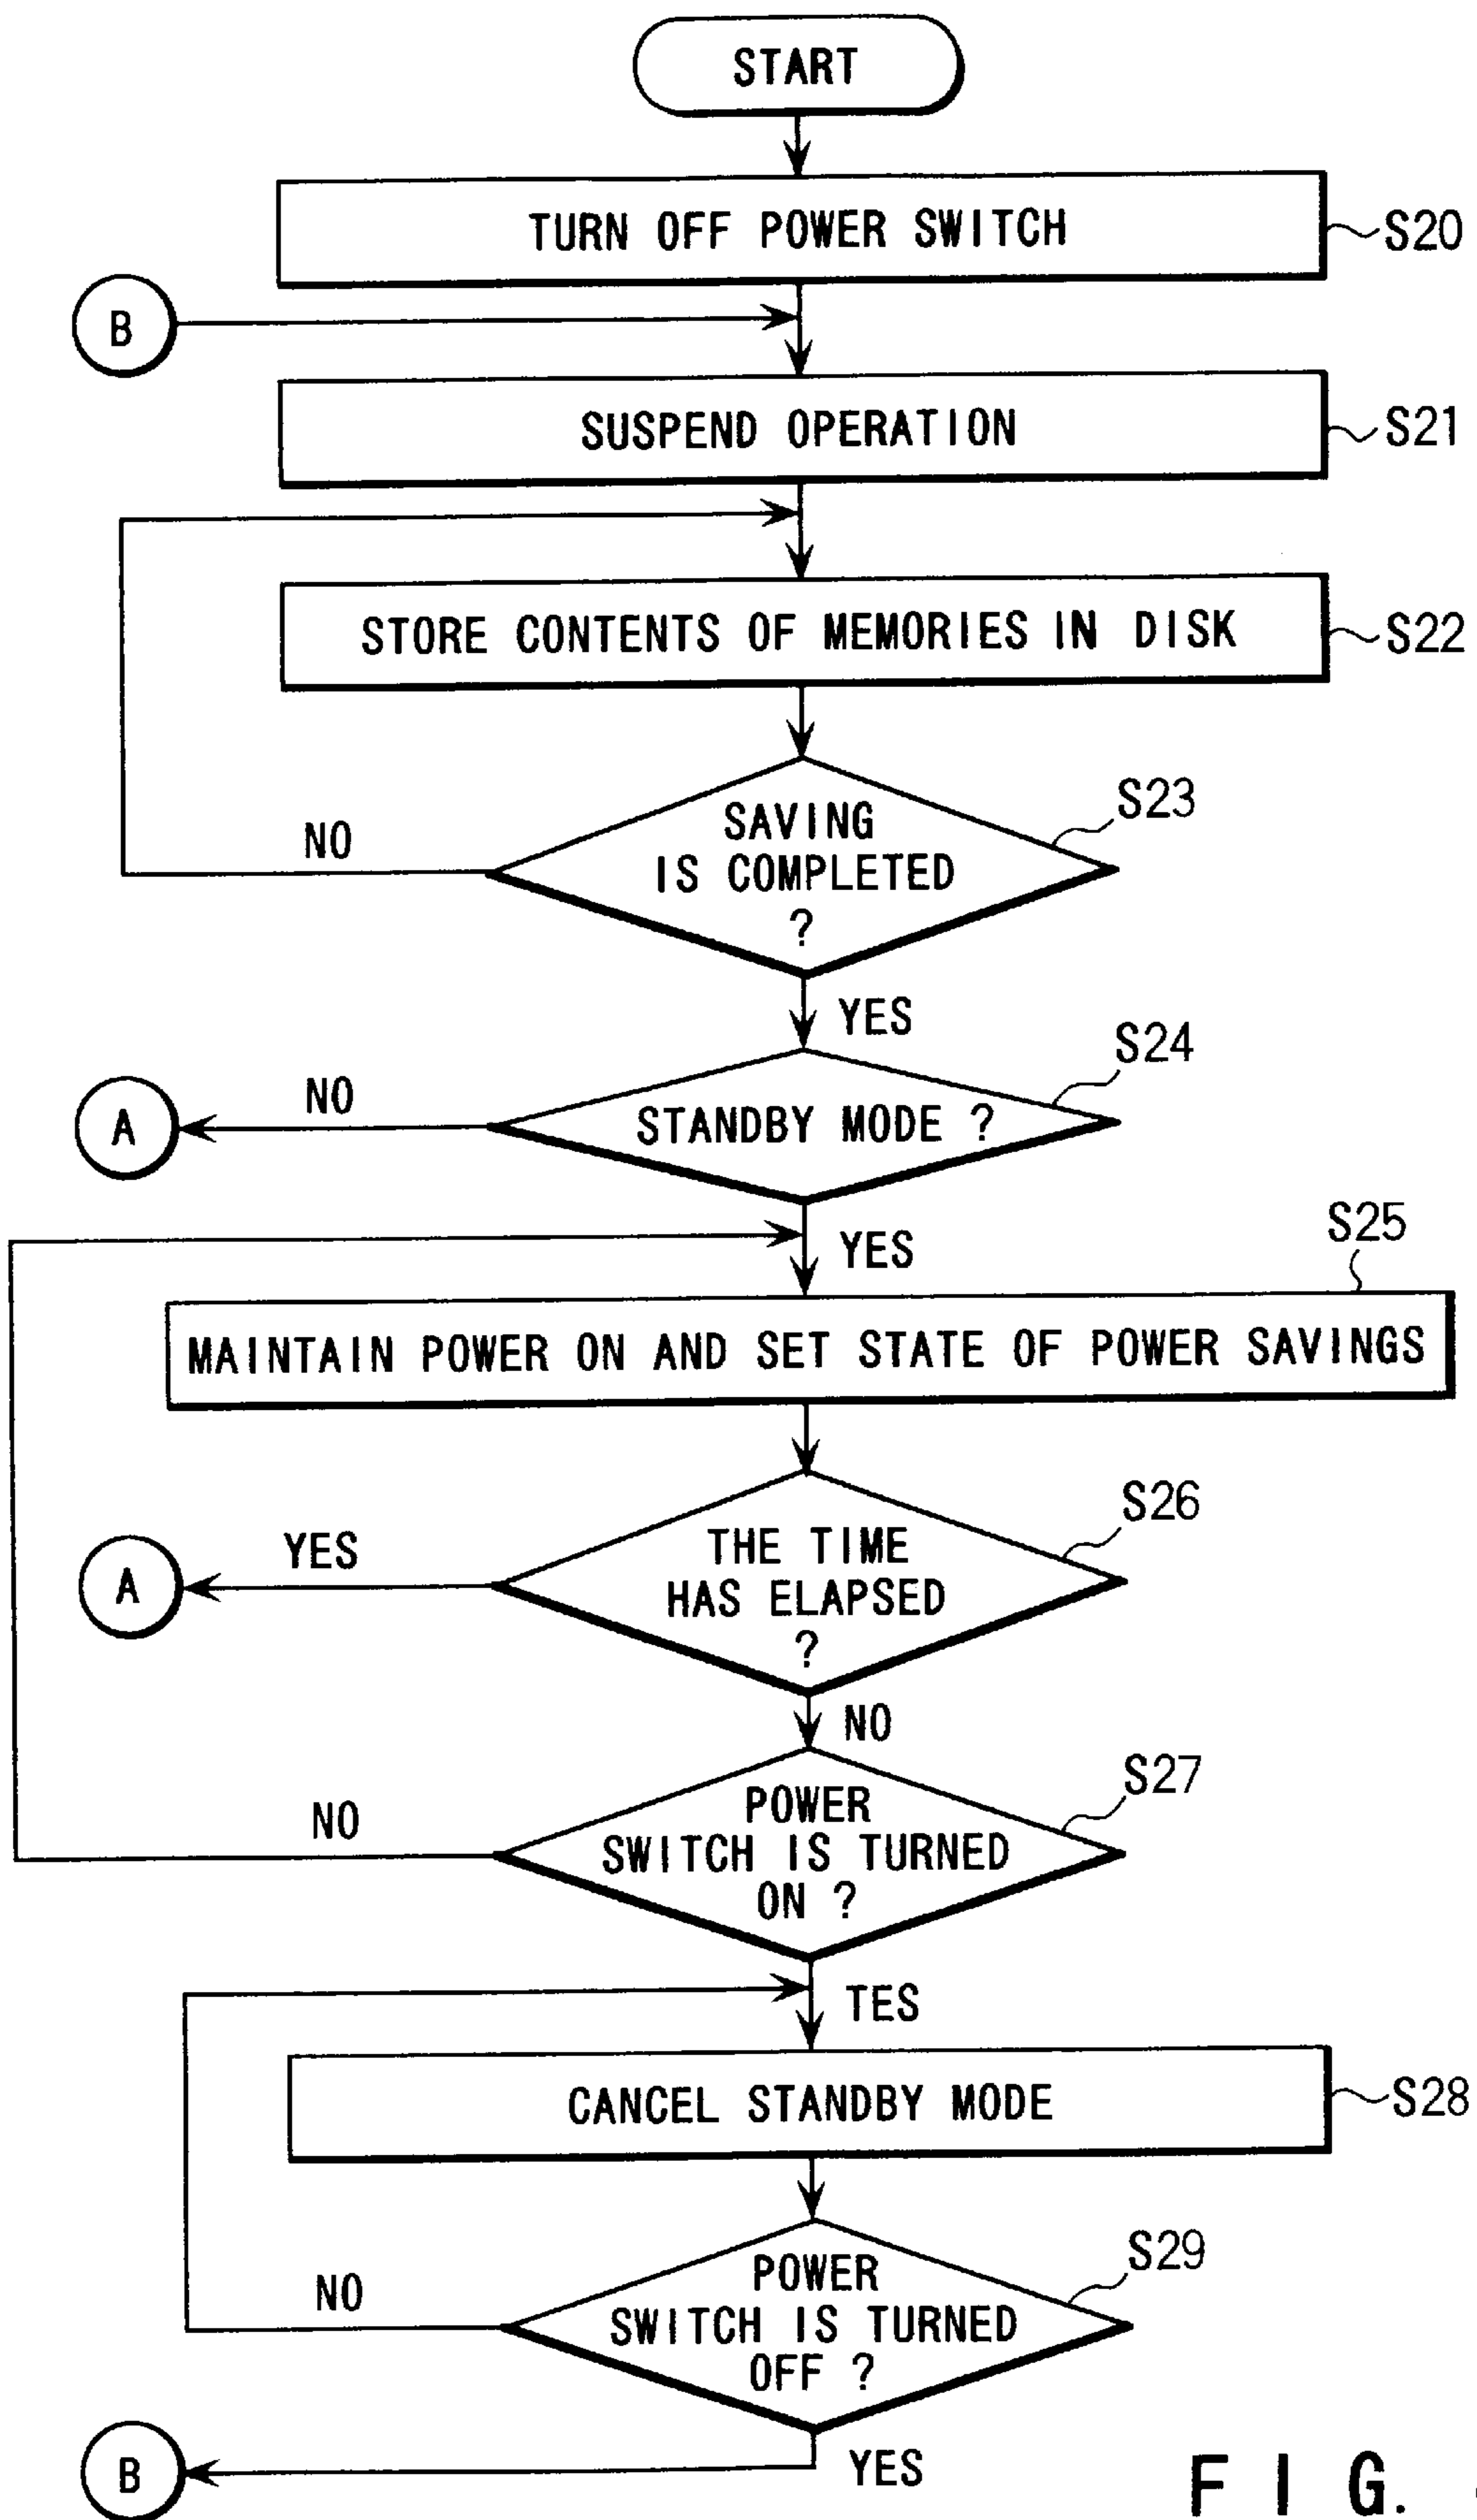 START
TURN OFF POWER SWITCH
S20
B
SUSPEND OPERATION
S21
STORE CONTENTS OF MEMORIES IN DISK
S22
S23
SAVING
IS COMPLETED
?
NO
YES
S24
STANDBY MODE ?
NO
A
YES
S25
MAINTAIN POWER ON AND SET STATE OF POWER SAVINGS
S26
THE TIME
HAS ELAPSED
?
YES
A
NO
S27
POWER
SWITCH IS TURNED
ON ?
NO
TES
CANCEL STANDBY MODE
S28
S29
POWER
SWITCH IS TURNED
OFF ?
NO
YES
B
FIG.